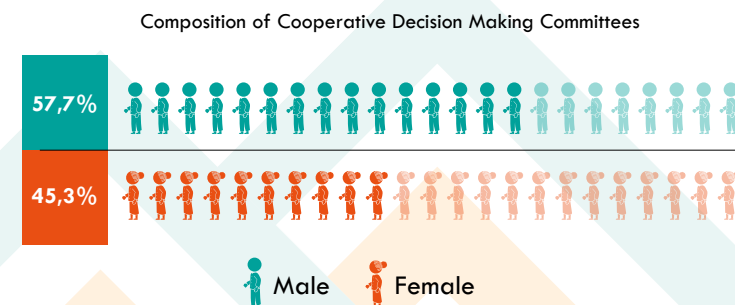 Composition of Cooperative Decision Making Committees
57,7%
45,3%
Male
Female